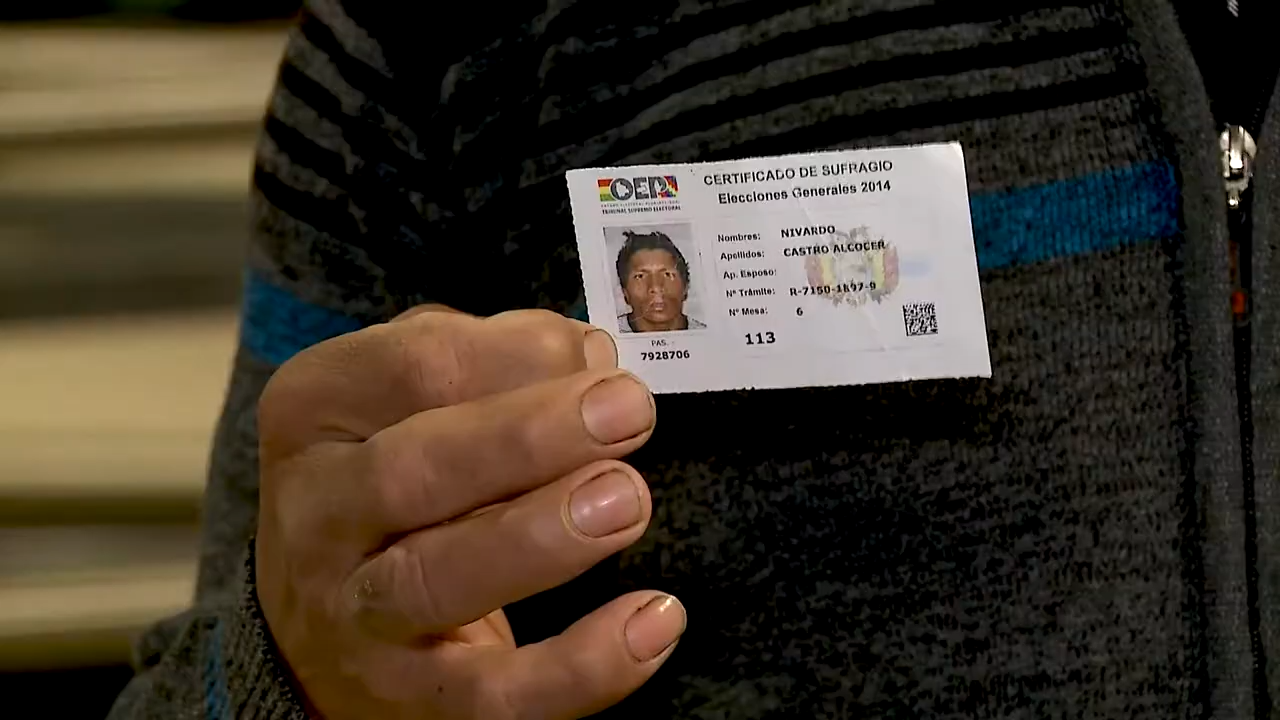 OEP
TRIBUNAL SUPREMO ELECTORAL
CERTIFICADO DE SUFRAGIO
Elecciones Generales 2014
Nombres: NIVARDO
Apellidos: CASTRO ALCOCER
Ap. Esposo:
Nº Trámite: R-7150-1897-9
Nº Mesa: 6
113
PAS. -
7928706